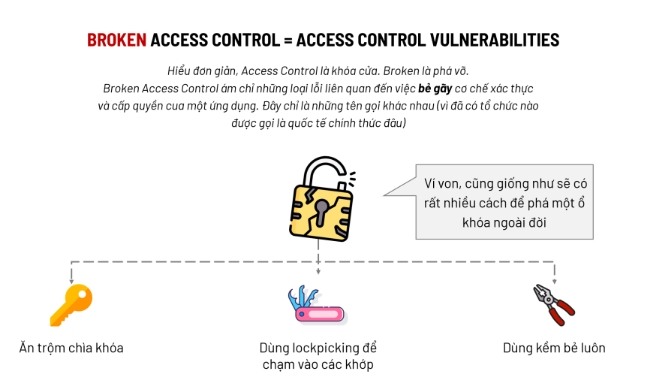 BROKEN ACCESS CONTROL = ACCESS CONTROL VULNERABILITIES
Hiểu đơn giản, Access Control là khóa cửa. Broken là phá vỡ.
Broken Access Control ám chỉ những loại lỗi liên quan đến việc bẻ gãy cơ chế xác thực
và cấp quyền cua một ứng dụng. Đây chỉ là những tên gọi khác nhau (vì đã có tổ chức nào
được gọi là quốc tế chính thức đâu)
Ví von, cũng giống như sẽ có
rất nhiều cách để phá một ổ
khóa ngoài đời
Ăn trộm chìa khóa
Dùng lockpicking để
chạm vào các khớp
Dùng kềm bẻ luôn